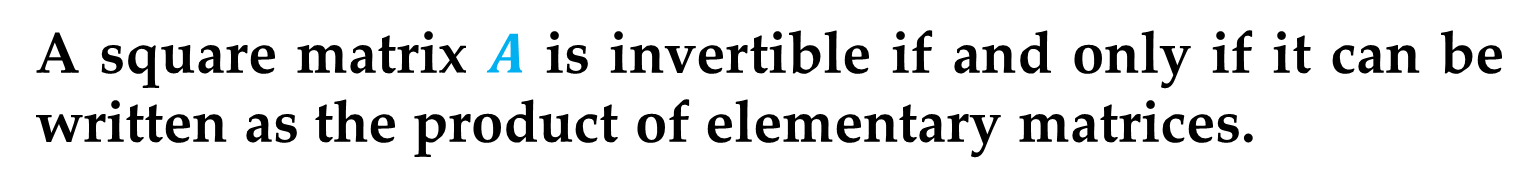 A square matrix A is invertible if and only if it can be
written as the product of elementary matrices.